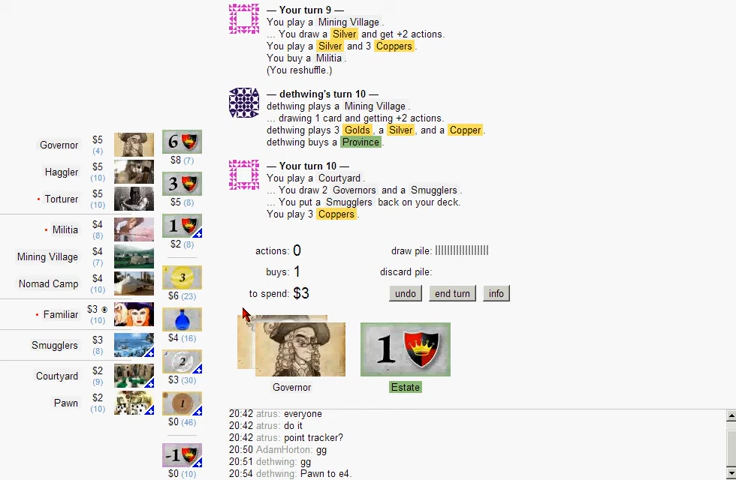 — Your turn 9 —
You play a Mining Village .
... You draw a Silver and get +2 actions.
You play a Silver and 3 Coppers.
You buy a Militia .
(You reshuffle.)
— dethwing's turn 10 —
dethwing plays a Mining Village .
... drawing 1 card and getting +2 actions.
dethwing plays 3 Golds, a Silver, and a Copper.
dethwing buys a Province.
— Your turn 10 —
You play a Courtyard .
... You draw 2 Governors and a Smugglers .
... You put a Smugglers back on your deck.
You play 3 Coppers.
Governor $5 (4) 6 $8 (7)
Haggler $5 (10)
Torturer $5 (10) 3 $5 (8)
Militia $4 (8) 1 $2 (8)
Mining Village $4 (7)
Nomad Camp $4 (10) 3 $6 (23)
Familiar $3 (10) $4 (16)
Smugglers $3 (8)
Courtyard $2 (9) 2 $3 (30)
Pawn $2 (10) 1 $0 (46)
-1 $0 (10)
actions: 0 draw pile:
buys: 1 discard pile:
to spend: $3 undo end turn info
1
Governor Estate
20:42 atrus: everyone
20:42 atrus: do it
20:42 atrus: point tracker?
20:50 AdamHorton: gg
20:51 dethwing: gg
20:54 dethwing: Pawn to e4.